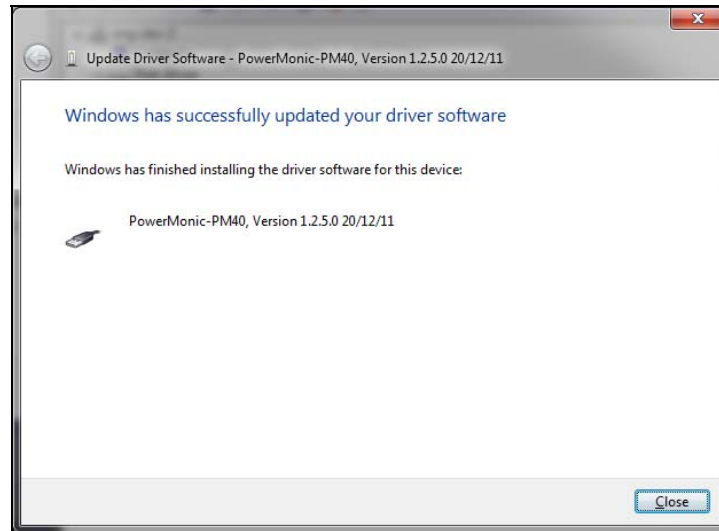 Update Driver Software - PowerMonic-PM40, Version 1.2.5.0 20/12/11
Windows has successfully updated your driver software
Windows has finished installing the driver software for this device:
PowerMonic-PM40, Version 1.2.5.0 20/12/11
Close